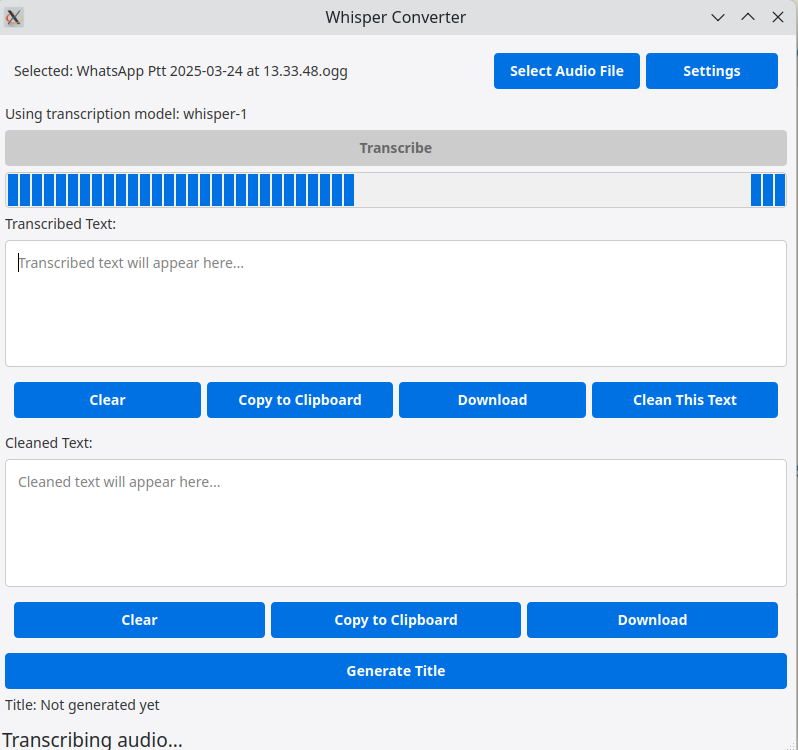 Whisper Converter
Selected: WhatsApp Ptt 2025-03-24 at 13.33.48.ogg Select Audio File Settings
Using transcription model: whisper-1
Transcribe
Transcribed Text:
Transcribed text will appear here...
Clear Copy to Clipboard Download Clean This Text
Cleaned Text:
Cleaned text will appear here...
Clear Copy to Clipboard Download
Generate Title
Title: Not generated yet
Transcribing audio...